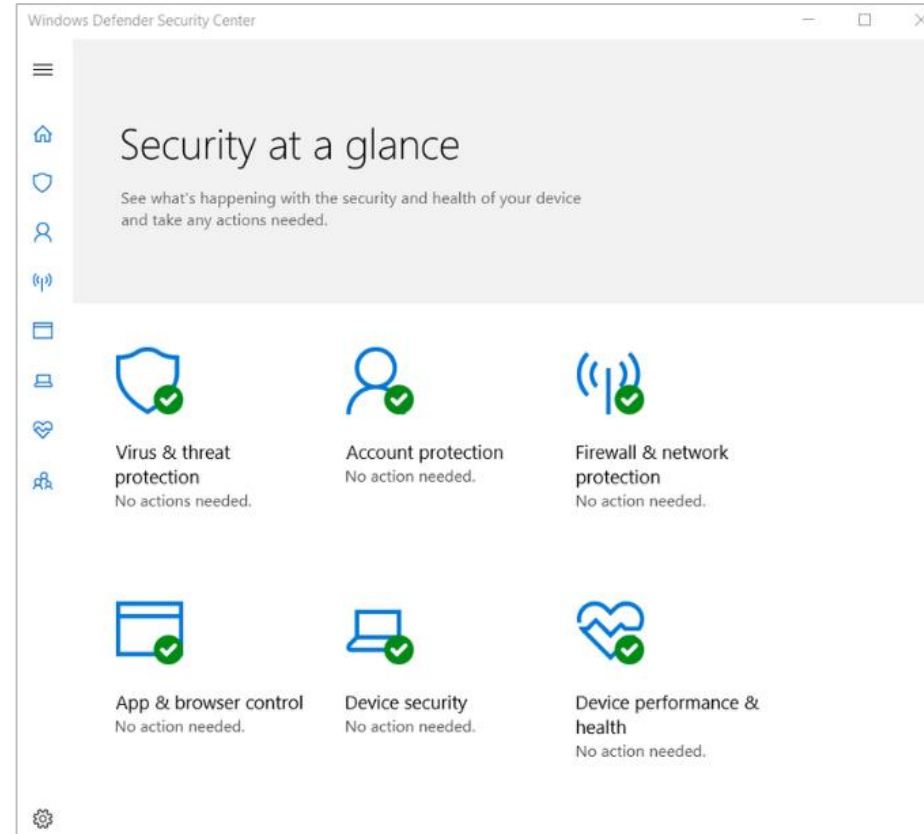 Windows Defender Security Center
Security at a glance
See what's happening with the security and health of your device
and take any actions needed.
Virus & threat
protection
No actions needed.
Account protection
No action needed.
Firewall & network
protection
No action needed.
App & browser control
No action needed.
Device security
No action needed.
Device performance &
health
No action needed.